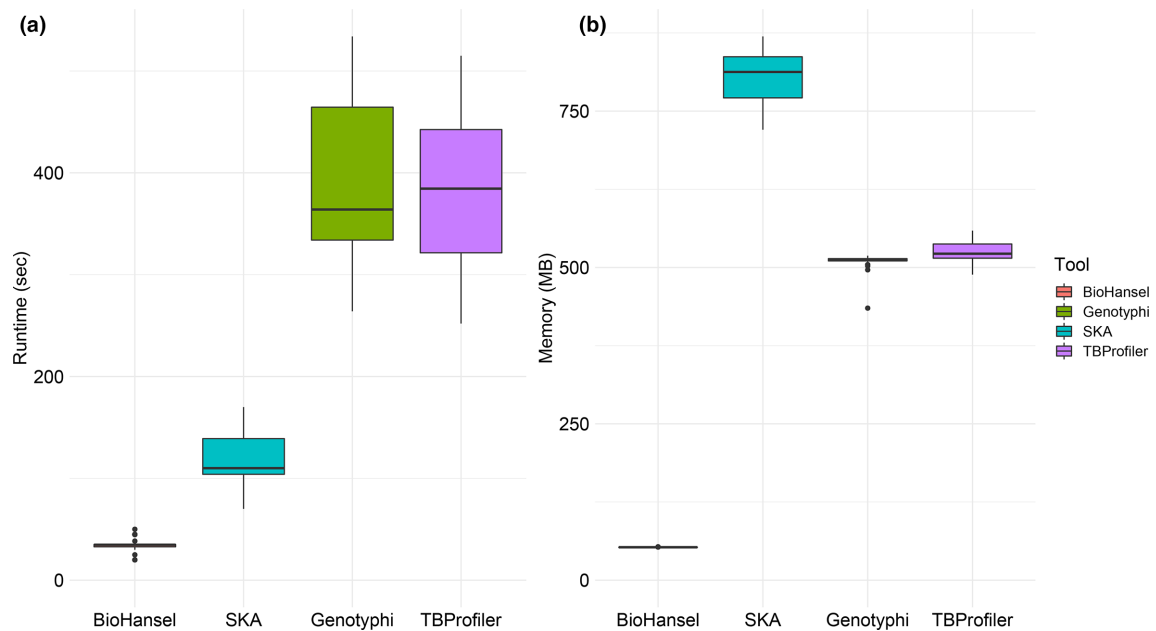 (a)
Runtime (sec)
400
200
0
BioHansel SKA Genotyphi TBProfiler
(b)
Memory (MB)
750
500
250
0
BioHansel SKA Genotyphi TBProfiler
Tool
BioHansel
Genotyphi
SKA
TBProfiler